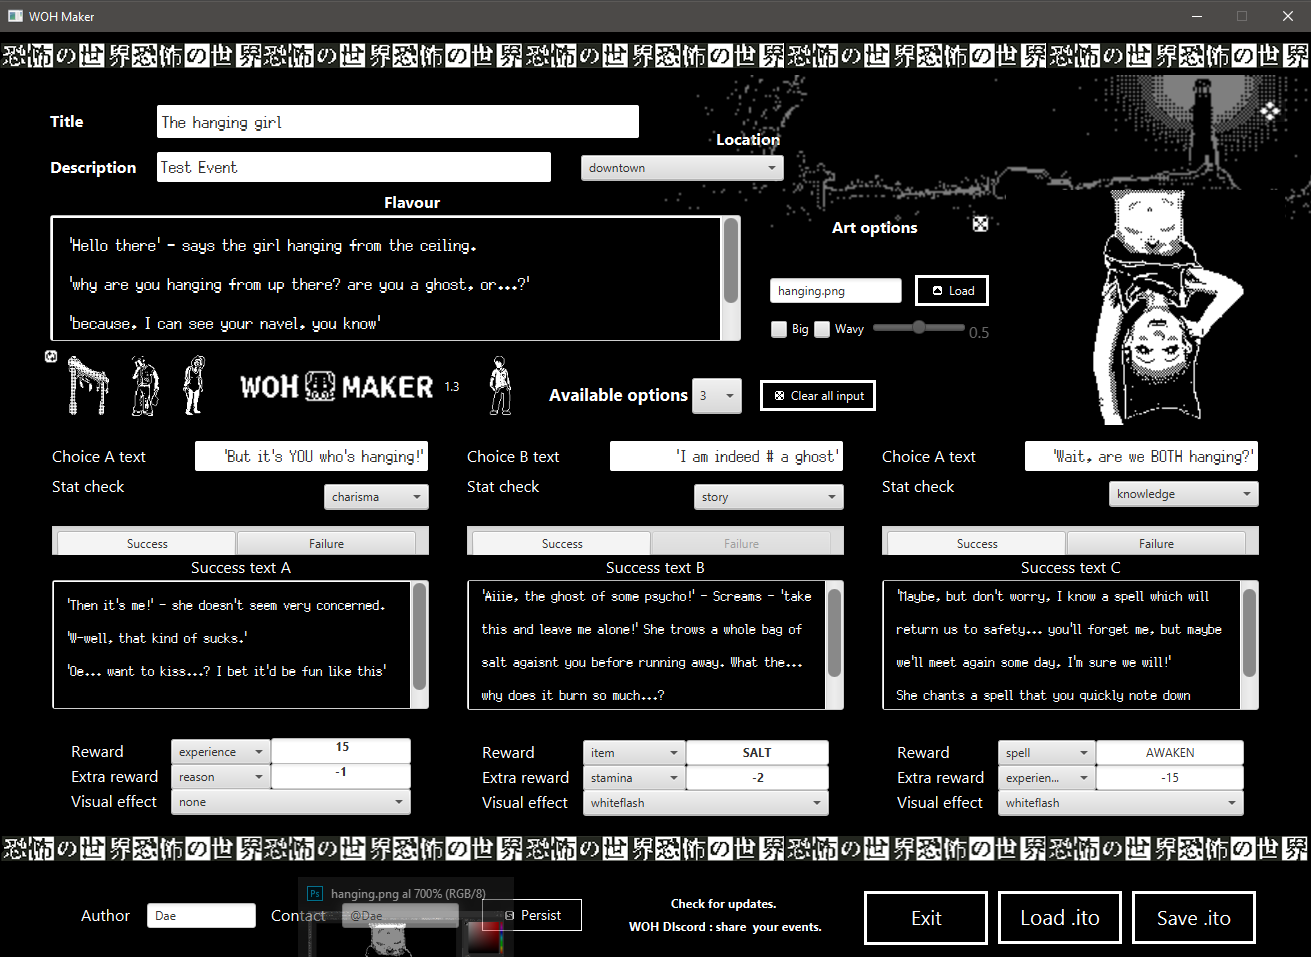 WOH Maker
恐怖の世界恐怖の世界恐怖の世界恐怖の世界恐怖の世界恐怖の世界恐怖の世界恐怖の世界恐怖の世界恐怖の世界
Title
The hanging girl
Location
Description
Test Event
downtown
Flavour
Art options
'Hello there' - says the girl hanging from the ceiling.
'why are you hanging from up there? are you a ghost, or...?'
'because, I can see your navel, you know'
hanging.png
Load
Big
Wavy
0.5
WOH MAKER 1.3
Available options
3
Clear all input
Choice A text
'But it's YOU who's hanging!'
Stat check
charisma
Success
Failure
Success text A
'Then it's me!' - she doesn't seem very concerned.
'W-well, that kind of sucks.'
'Oe... want to kiss...? I bet it'd be fun like this'
Reward
experience
15
Extra reward
reason
-1
Visual effect
none
Choice B text
'I am indeed # a ghost'
Stat check
story
Success
Failure
Success text B
'Aiiie, the ghost of some psycho!' - Screams - 'take
this and leave me alone!' She trows a whole bag of
salt agaisnt you before running away. What the...
why does it burn so much...?
Reward
item
SALT
Extra reward
stamina
-2
Visual effect
whiteflash
Choice A text
'Wait, are we BOTH hanging?'
Stat check
knowledge
Success
Failure
Success text C
'Maybe, but don't worry, I know a spell which will
return us to safety... you'll forget me, but maybe
we'll meet again some day, I'm sure we will!'
She chants a spell that you quickly note down
Reward
spell
AWAKEN
Extra reward
experien...
-15
Visual effect
whiteflash
恐怖の世界恐怖の世界恐怖の世界恐怖の世界恐怖の世界恐怖の世界恐怖の世界恐怖の世界恐怖の世界恐怖の世界
Ps hanging.png al 700% (RGB/8)
Author
Dae
Contact
@Dae
Persist
Check for updates.
WOH DIscord : share your events.
Exit
Load .ito
Save .ito